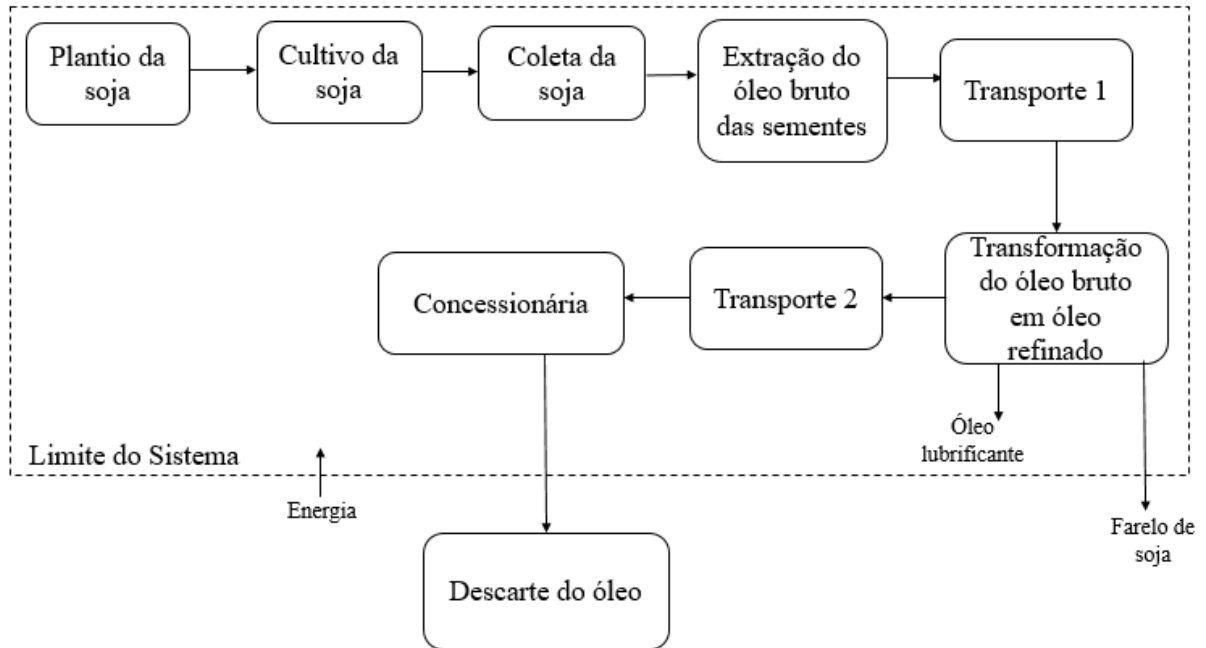 Plantio da
soja
Cultivo da
soja
Coleta da
soja
Extração do
óleo bruto
das sementes
Transporte 1
Transformação
do óleo bruto
em óleo
refinado
Transporte 2
Concessionária
Óleo
lubrificante
Limite do Sistema
Energia
Farelo de
soja
Descarte do óleo